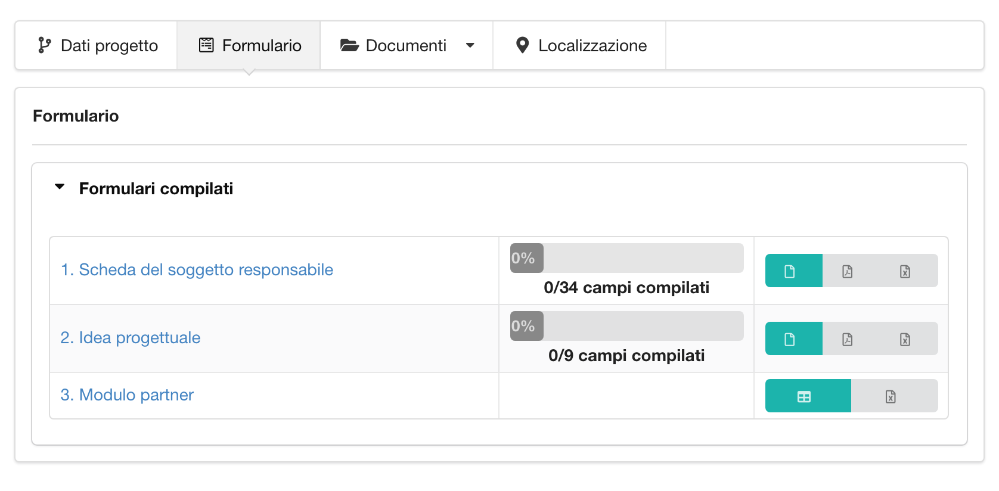 Dati progetto
Formulario
Documenti
Localizzazione
Formulario
Formulari compilati
1. Scheda del soggetto responsabile
0%
0/34 campi compilati
2. Idea progettuale
0%
0/9 campi compilati
3. Modulo partner